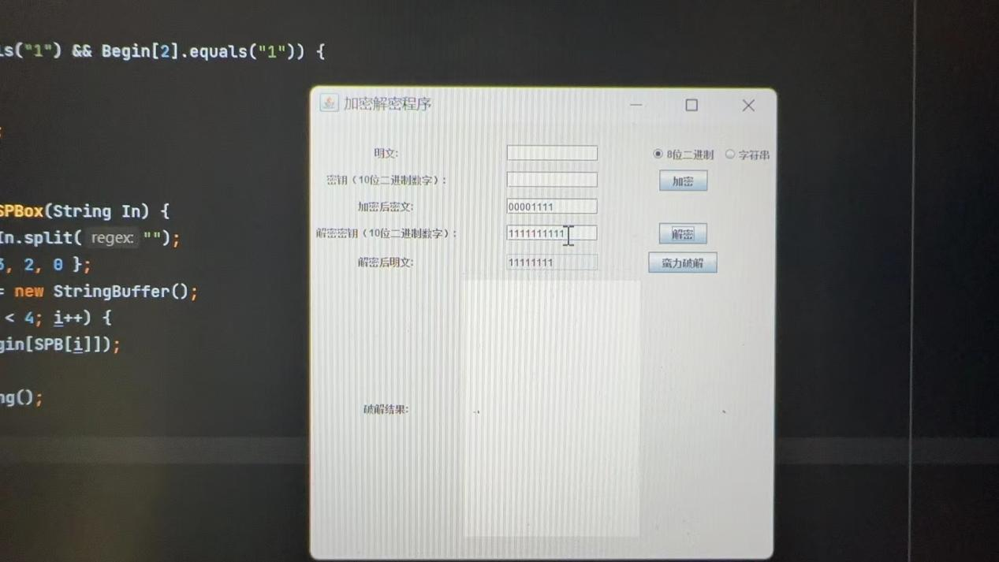 ls("1") && Begin[2].equals("1")) {
;
SPBox(String In) {
In.split( regex: "");
, 2, 0 };
= new StringBuffer();
< 4; i++) {
gin[SPB[i]]);
ng();
加密解密程序
明文:
8位二进制 字符串
密钥（10位二进制数字）:
加密
加密后密文:
00001111
解密密钥（10位二进制数字）:
1111111111
解密
解密后明文:
11111111
蛮力破解
破解结果: